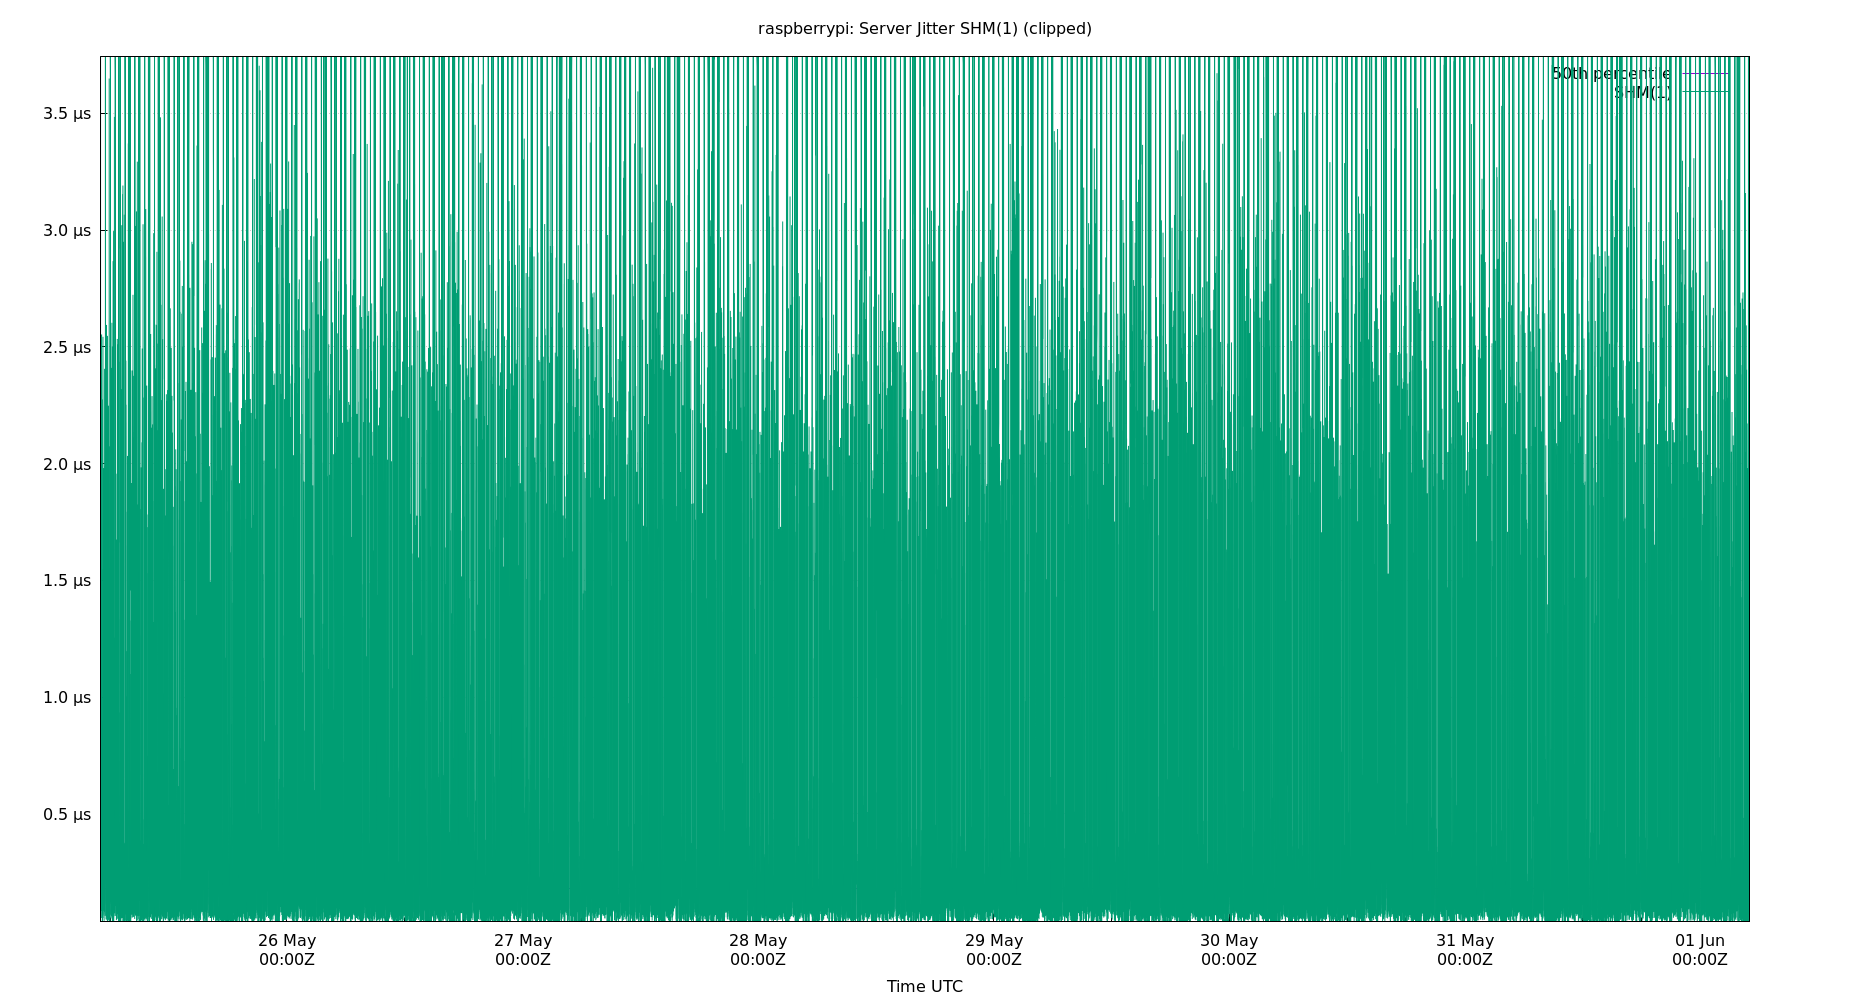 raspberrypi: Server Jitter SHM(1) (clipped)
50th percentile
SHM(1)
3.5 µs
3.0 µs
2.5 µs
2.0 µs
1.5 µs
1.0 µs
0.5 µs
26 May 27 May 28 May 29 May 30 May 31 May 01 Jun
00:00Z 00:00Z 00:00Z 00:00Z 00:00Z 00:00Z 00:00Z
Time UTC